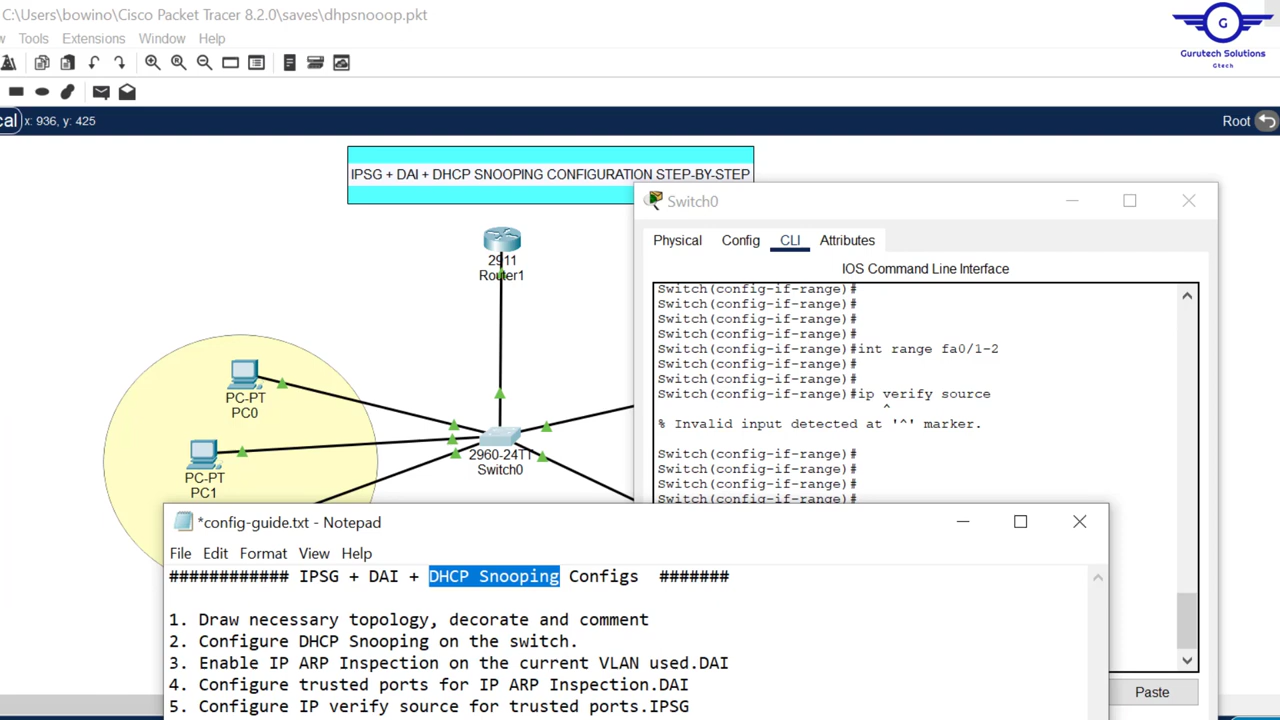 C:\Users\bowino\Cisco Packet Tracer 8.2.0\saves\dhpsnooop.pkt
G
Gurutech Solutions
Gtech
w Tools Extensions Window Help
cal x: 936, y: 425
Root
IPSG + DAI + DHCP SNOOPING CONFIGURATION STEP-BY-STEP
2911
Router1
PC-PT
PC0
PC-PT
PC1
2960-24TT
Switch0
Switch0
Physical Config CLI Attributes
IOS Command Line Interface
Switch(config-if-range)#
Switch(config-if-range)#
Switch(config-if-range)#
Switch(config-if-range)#
Switch(config-if-range)#int range fa0/1-2
Switch(config-if-range)#
Switch(config-if-range)#
Switch(config-if-range)#ip verify source
^
% Invalid input detected at '^' marker.
Switch(config-if-range)#
Switch(config-if-range)#
Switch(config-if-range)#
Switch(config-if-range)#
Paste
*config-guide.txt - Notepad
File Edit Format View Help
############ IPSG + DAI + DHCP Snooping Configs #######
1. Draw necessary topology, decorate and comment
2. Configure DHCP Snooping on the switch.
3. Enable IP ARP Inspection on the current VLAN used.DAI
4. Configure trusted ports for IP ARP Inspection.DAI
5. Configure IP verify source for trusted ports.IPSG